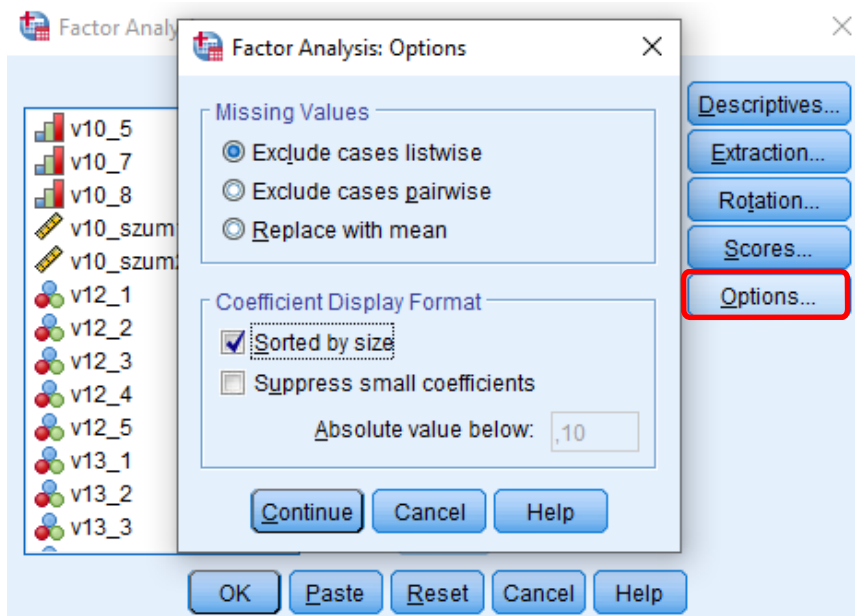 Factor Analy
Factor Analysis: Options
Missing Values
Exclude cases listwise
Exclude cases pairwise
Replace with mean
Coefficient Display Format
Sorted by size
Suppress small coefficients
Absolute value below: ,10
Continue Cancel Help
v10_5
v10_7
v10_8
v10_szum
v10_szum
v12_1
v12_2
v12_3
v12_4
v12_5
v13_1
v13_2
v13_3
Descriptives...
Extraction...
Rotation...
Scores...
Options...
OK Paste Reset Cancel Help